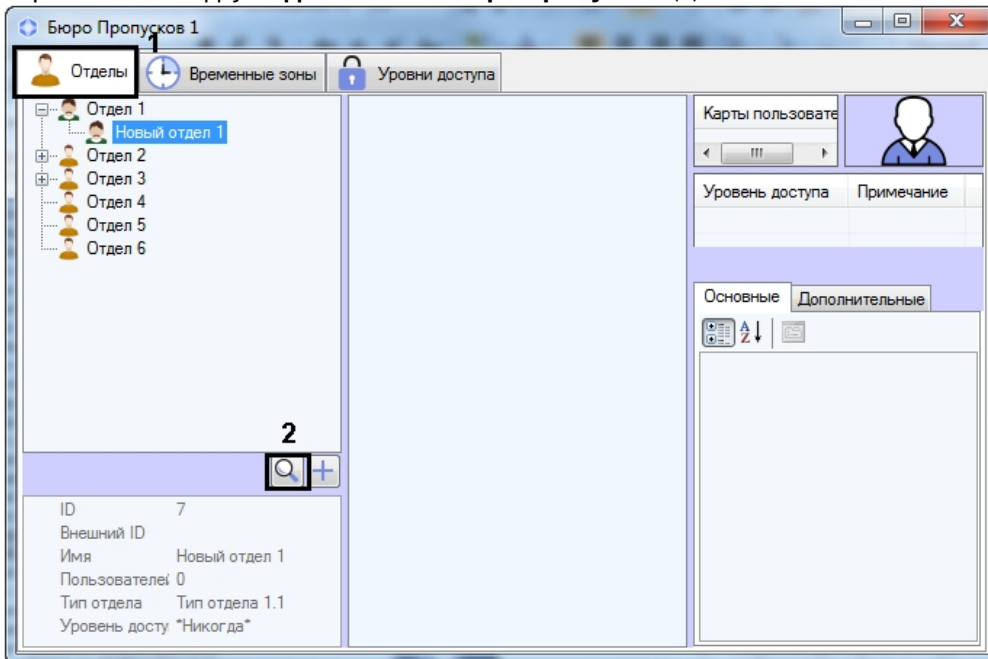 Бюро Пропусков 1
1
Отделы
Временные зоны
Уровни доступа
Отдел 1
Новый отдел 1
Отдел 2
Отдел 3
Отдел 4
Отдел 5
Отдел 6
2
ID 7
Внешний ID
Имя Новый отдел 1
Пользователей 0
Тип отдела Тип отдела 1.1
Уровень досту *Никогда*
Карты пользовате
Уровень доступа Примечание
Основные Дополнительные